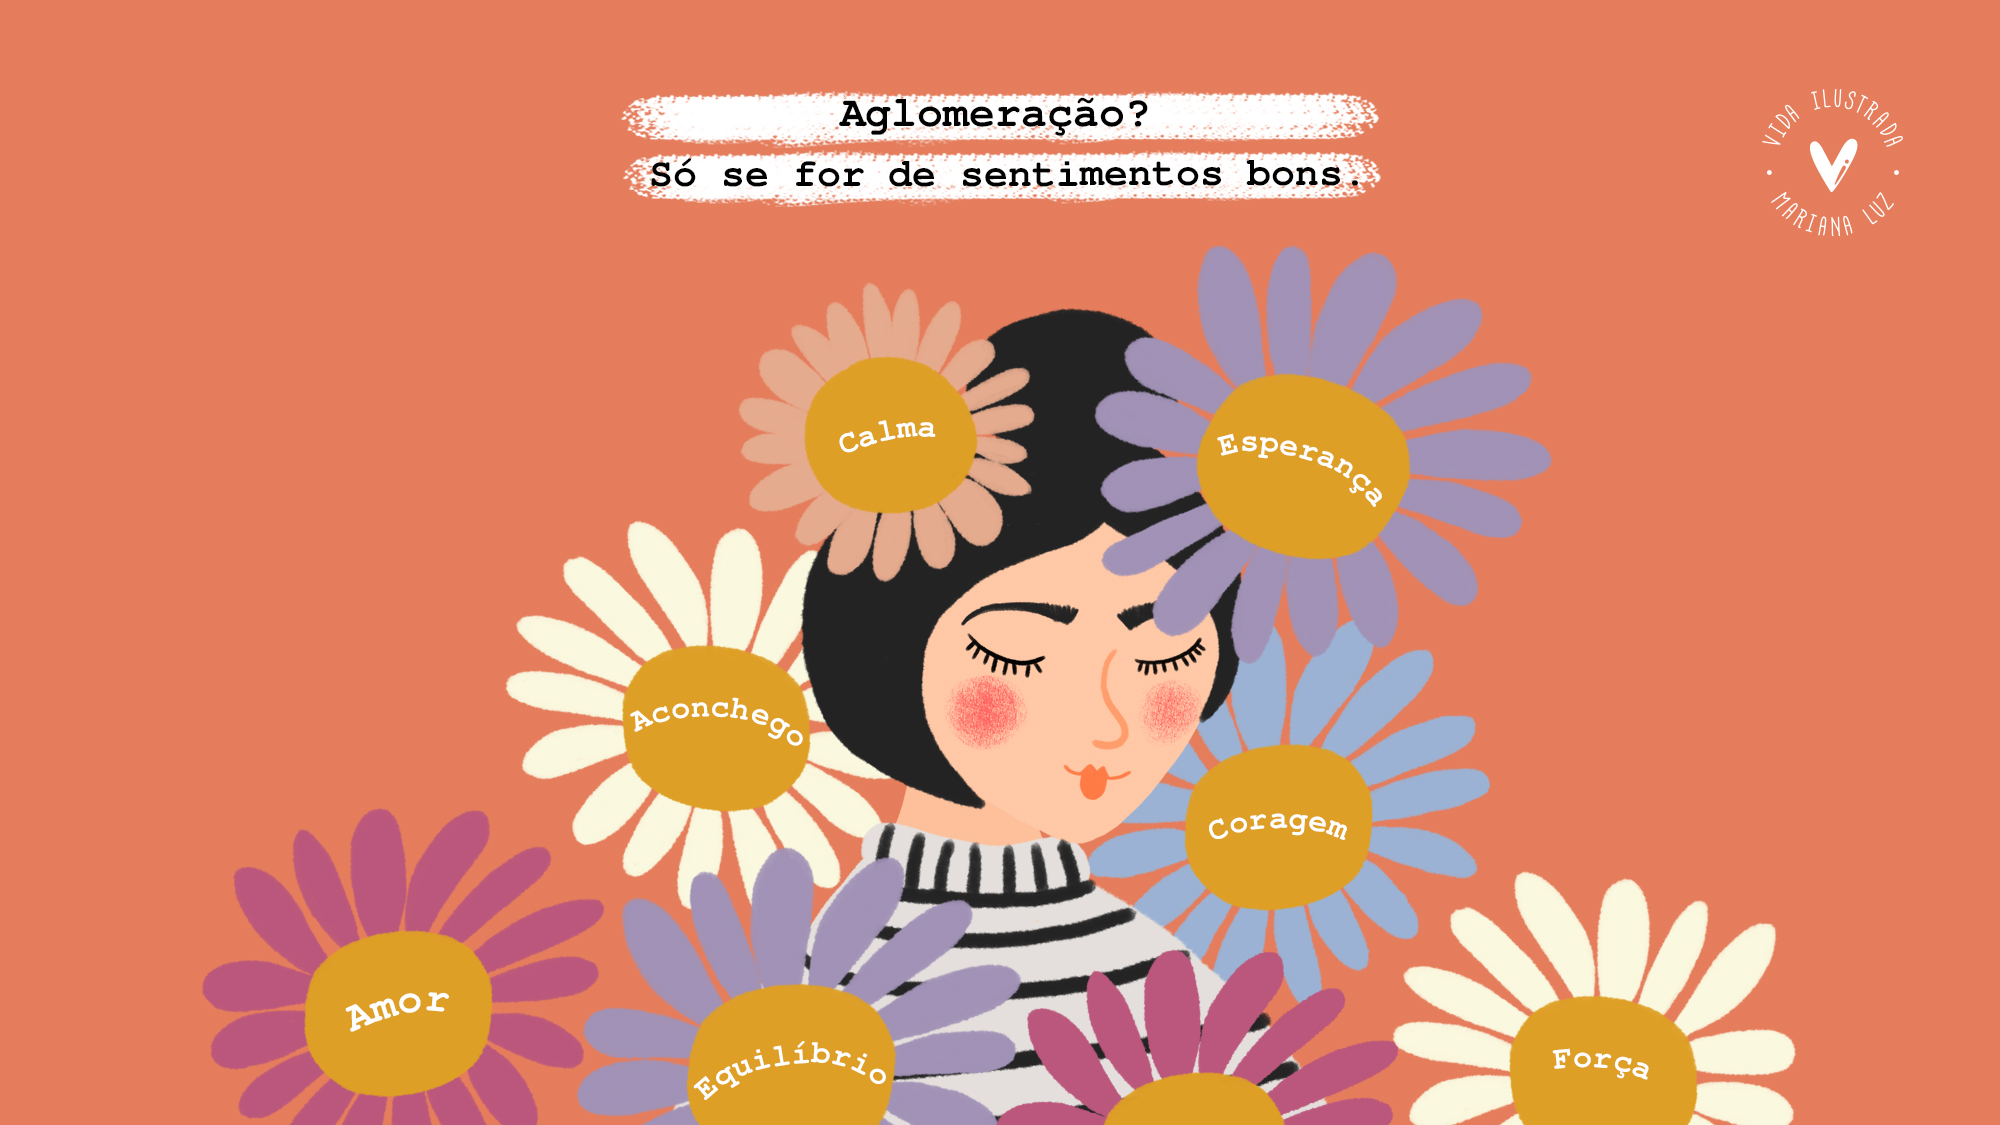 Aglomeração?
Só se for de sentimentos bons.
VIDA ILUSTRADA
MARIANA LUZ
Calma
Esperança
Aconchego
Coragem
Amor
Equilíbrio
Força